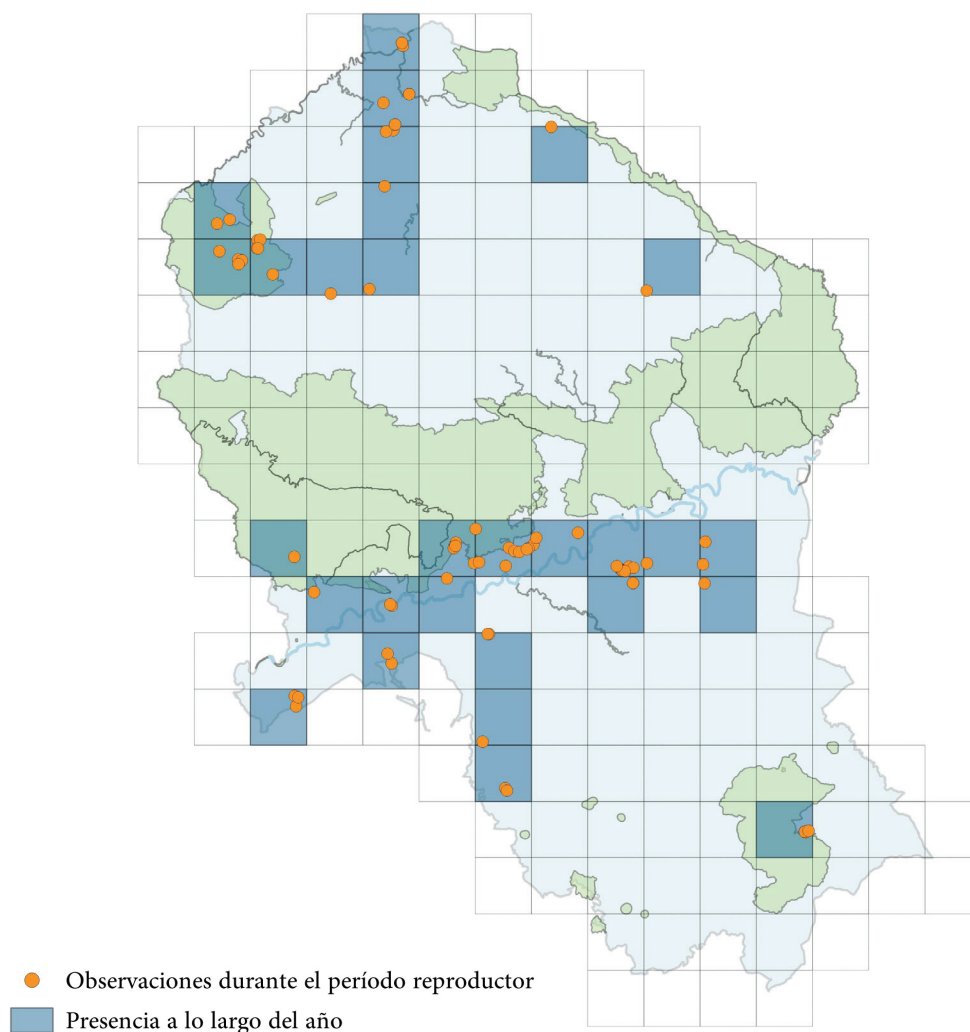 Observaciones durante el período reproductor
Presencia a lo largo del año